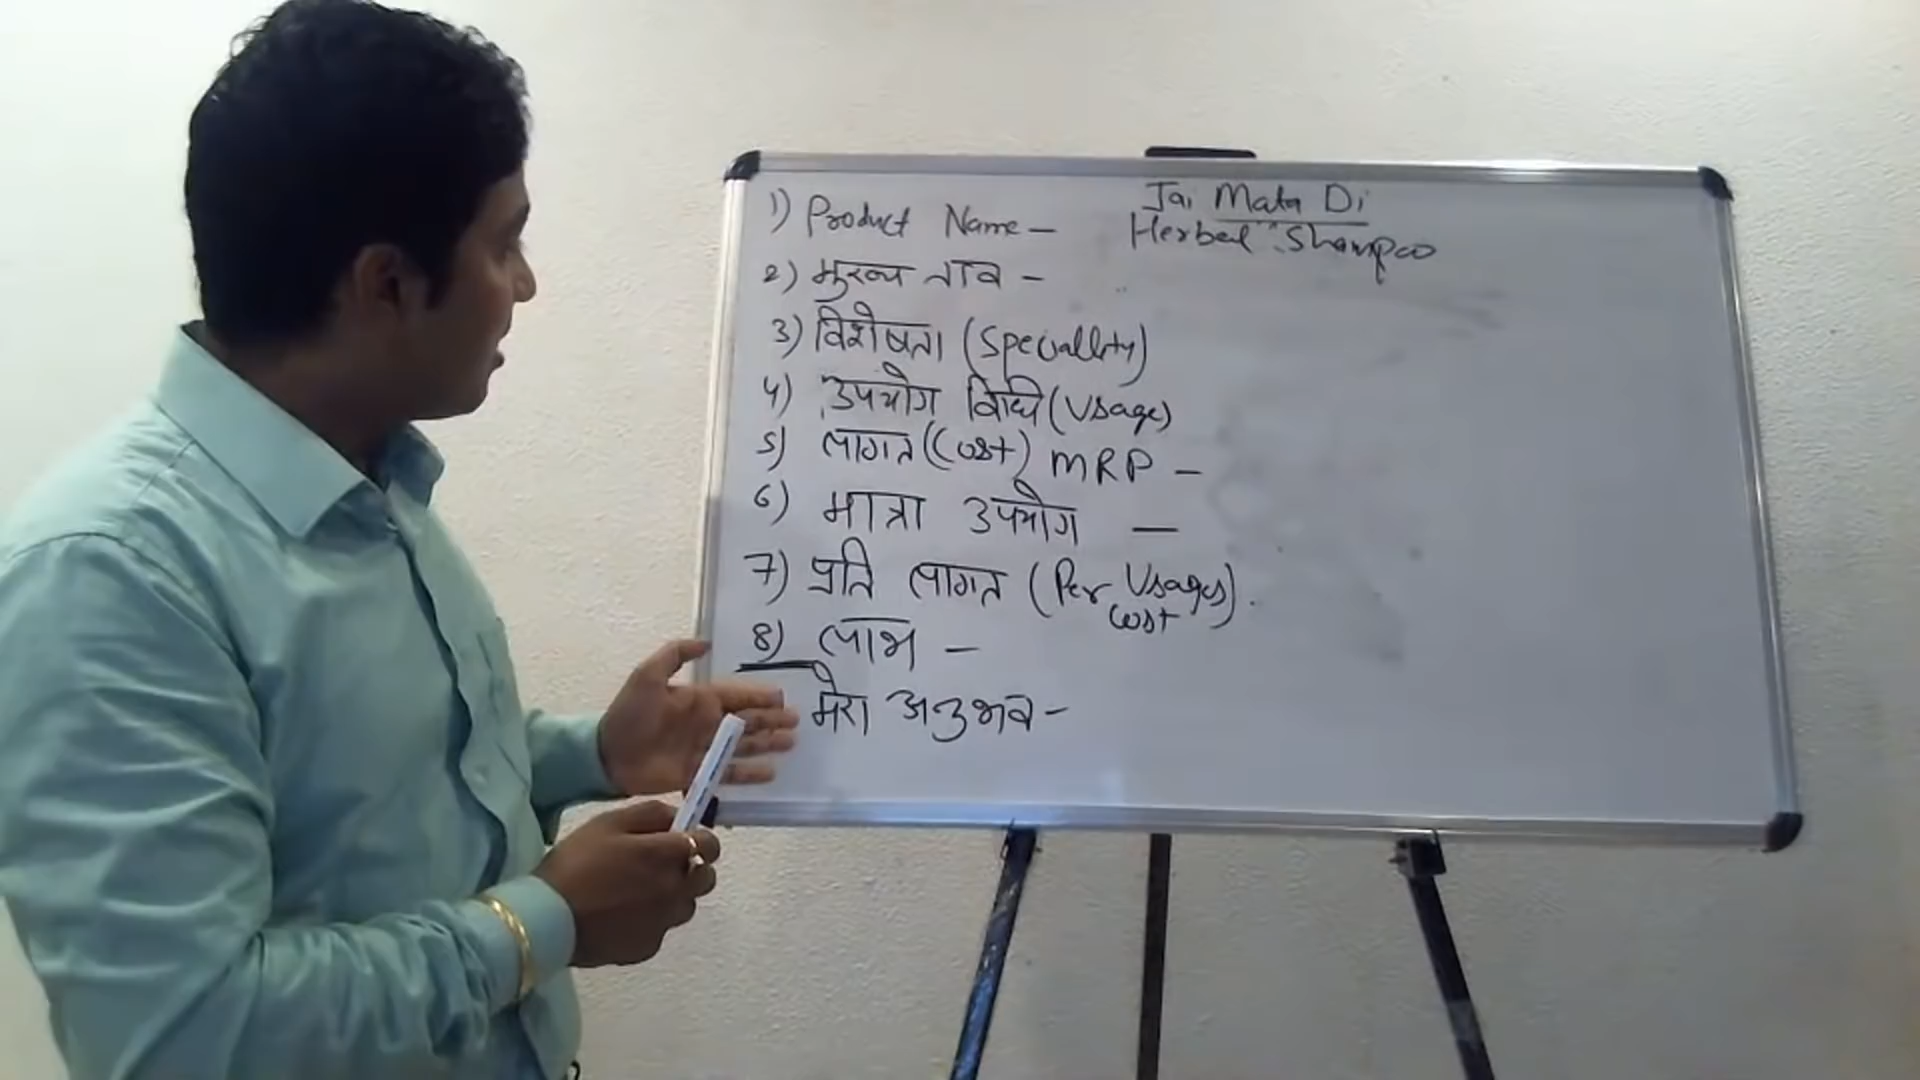 Jai Mata Di
1) Product Name - Herbal Shampoo
2) मुख्य तत्व -
3) विशेषता (Speciallity)
4) उपयोग विधि (Usage)
5) लागत (Cost) MRP -
6) मात्रा उपयोग -
7) प्रति लागत (Per Usages).
Cost
8) लाभ -
मेरा अनुभव -